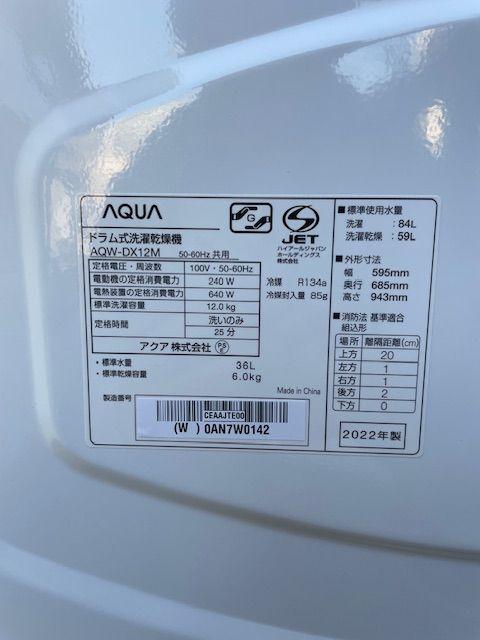 AQUA
G
JET
ハイアールジャパン
ホールディングス
株式会社
ドラム式洗濯乾燥機
AQW-DX12M 50-60Hz 共用
定格電圧・周波数 100V・50-60Hz
電動機の定格消費電力 240 W
電熱装置の定格消費電力 640 W
標準洗濯容量 12.0kg
定格時間 洗いのみ
25 分
アクア 株式会社 PSE
冷媒 R134a
冷媒封入量 85g
・標準水量 36L
・標準乾燥容量 6.0kg
Made in China
製造番号
CEAAJTE00
(W) 0AN7W0142
■標準使用水量
洗濯 : 84L
洗濯乾燥 : 59L
■外形寸法
幅 595mm
奥行 685mm
高さ 943mm
■消防法 基準適合
組込形
場所 離隔距離(cm)
上方 20
左方 1
右方 1
後方 2
下方 0
2022年製